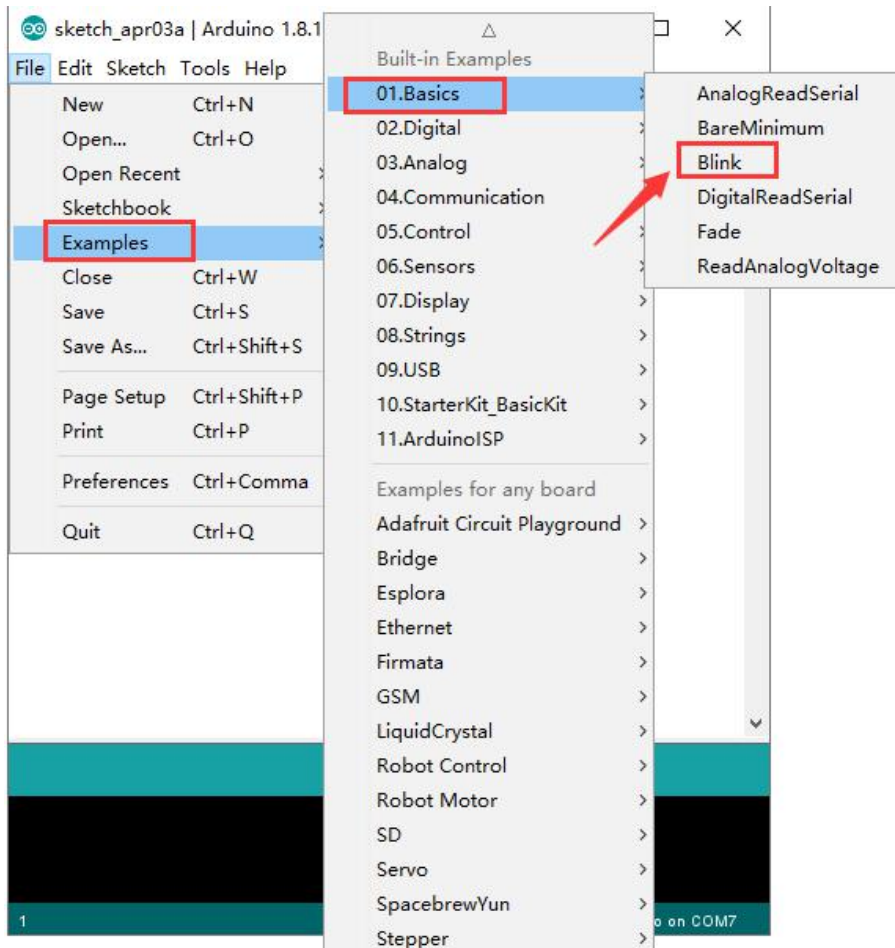 sketch_apr03a | Arduino 1.8.1
File Edit Sketch Tools Help
New Ctrl+N
Open... Ctrl+O
Open Recent
Sketchbook
Examples
Close Ctrl+W
Save Ctrl+S
Save As... Ctrl+Shift+S
Page Setup Ctrl+Shift+P
Print Ctrl+P
Preferences Ctrl+Comma
Quit Ctrl+Q
Built-in Examples
01.Basics
02.Digital
03.Analog
04.Communication
05.Control
06.Sensors
07.Display
08.Strings
09.USB
10.StarterKit_BasicKit
11.ArduinoISP
Examples for any board
Adafruit Circuit Playground
Bridge
Esplora
Ethernet
Firmata
GSM
LiquidCrystal
Robot Control
Robot Motor
SD
Servo
SpacebrewYun
Stepper
AnalogReadSerial
BareMinimum
Blink
DigitalReadSerial
Fade
ReadAnalogVoltage
1
o on COM7